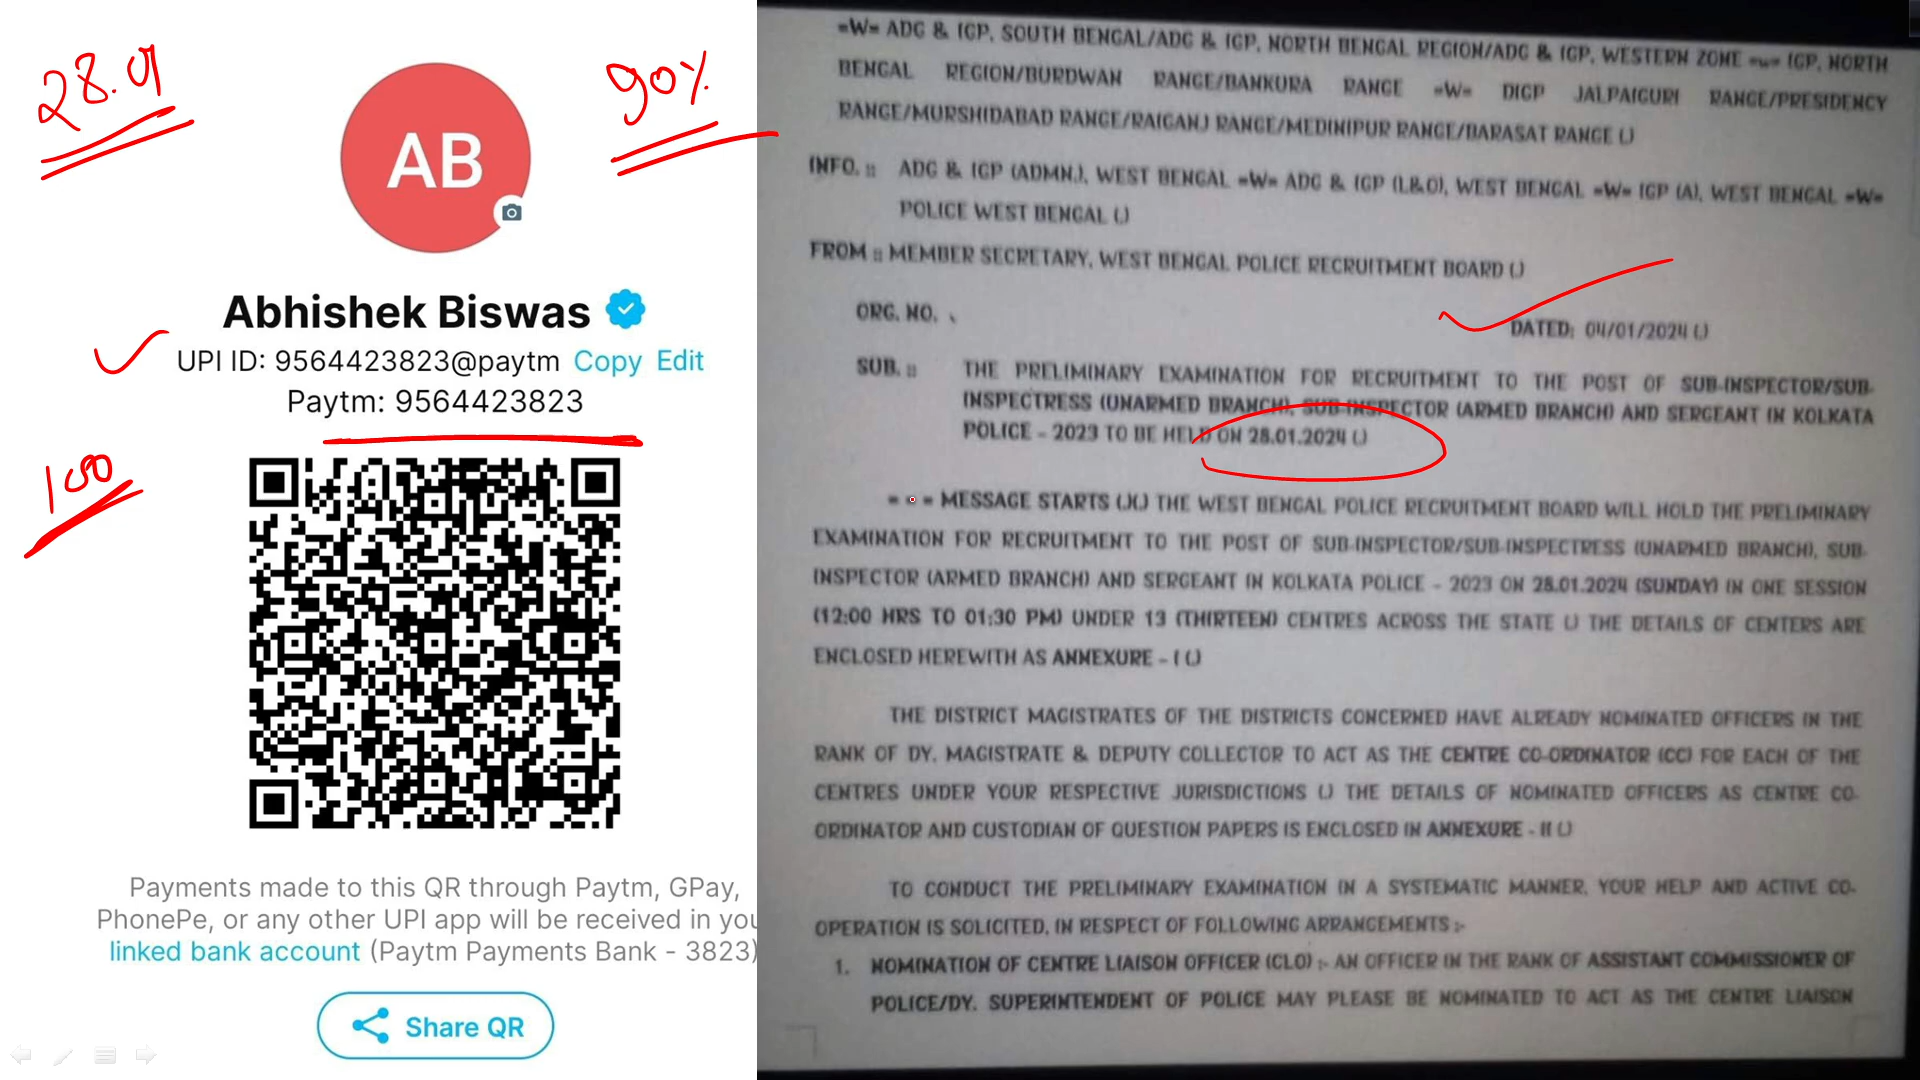 28.01
90%
AB
Abhishek Biswas
UPI ID: 9564423823@paytm Copy Edit
Paytm: 9564423823
100
Payments made to this QR through Paytm, GPay,
PhonePe, or any other UPI app will be received in you
linked bank account (Paytm Payments Bank - 3823)
Share QR
=W= ADG & IGP, SOUTH BENGAL/ADG & IGP, NORTH BENGAL REGION/ADG & IGP, WESTERN ZONE =W= IGP, NORTH
BENGAL REGION/BURDWAN RANGE/BANKURA RANGE =W= DIGP JALPAIGURI RANGE/PRESIDENCY
RANGE/MURSHIDABAD RANGE/RAIGANJ RANGE/MEDINIPUR RANGE/BARASAT RANGE ()
INFO. :: ADG & IGP (ADMN.), WEST BENGAL =W= ADG & IGP (L&O), WEST BENGAL =W= IGP (A), WEST BENGAL =W=
POLICE WEST BENGAL ()
FROM :: MEMBER SECRETARY, WEST BENGAL POLICE RECRUITMENT BOARD ()
ORG. NO.
DATED: 04/01/2024 ()
SUB. :: THE PRELIMINARY EXAMINATION FOR RECRUITMENT TO THE POST OF SUB-INSPECTOR/SUB-
INSPECTRESS (UNARMED BRANCH), SUB-INSPECTOR (ARMED BRANCH) AND SERGEANT IN KOLKATA
POLICE - 2023 TO BE HELD ON 28.01.2024 ()
= = = MESSAGE STARTS (.)(.) THE WEST BENGAL POLICE RECRUITMENT BOARD WILL HOLD THE PRELIMINARY
EXAMINATION FOR RECRUITMENT TO THE POST OF SUB-INSPECTOR/SUB-INSPECTRESS (UNARMED BRANCH), SUB-
INSPECTOR (ARMED BRANCH) AND SERGEANT IN KOLKATA POLICE - 2023 ON 28.01.2024 (SUNDAY) IN ONE SESSION
(12:00 HRS TO 01:30 PM) UNDER 13 (THIRTEEN) CENTRES ACROSS THE STATE () THE DETAILS OF CENTERS ARE
ENCLOSED HEREWITH AS ANNEXURE - I ()
THE DISTRICT MAGISTRATES OF THE DISTRICTS CONCERNED HAVE ALREADY NOMINATED OFFICERS IN THE
RANK OF DY. MAGISTRATE & DEPUTY COLLECTOR TO ACT AS THE CENTRE CO-ORDINATOR (CC) FOR EACH OF THE
CENTRES UNDER YOUR RESPECTIVE JURISDICTIONS () THE DETAILS OF NOMINATED OFFICERS AS CENTRE CO-
ORDINATOR AND CUSTODIAN OF QUESTION PAPERS IS ENCLOSED IN ANNEXURE - II ()
TO CONDUCT THE PRELIMINARY EXAMINATION IN A SYSTEMATIC MANNER, YOUR HELP AND ACTIVE CO-
OPERATION IS SOLICITED, IN RESPECT OF FOLLOWING ARRANGEMENTS :-
1. NOMINATION OF CENTRE LIAISON OFFICER (CLO) :- AN OFFICER IN THE RANK OF ASSISTANT COMMISSIONER OF
POLICE/DY. SUPERINTENDENT OF POLICE MAY PLEASE BE NOMINATED TO ACT AS THE CENTRE LIAISON